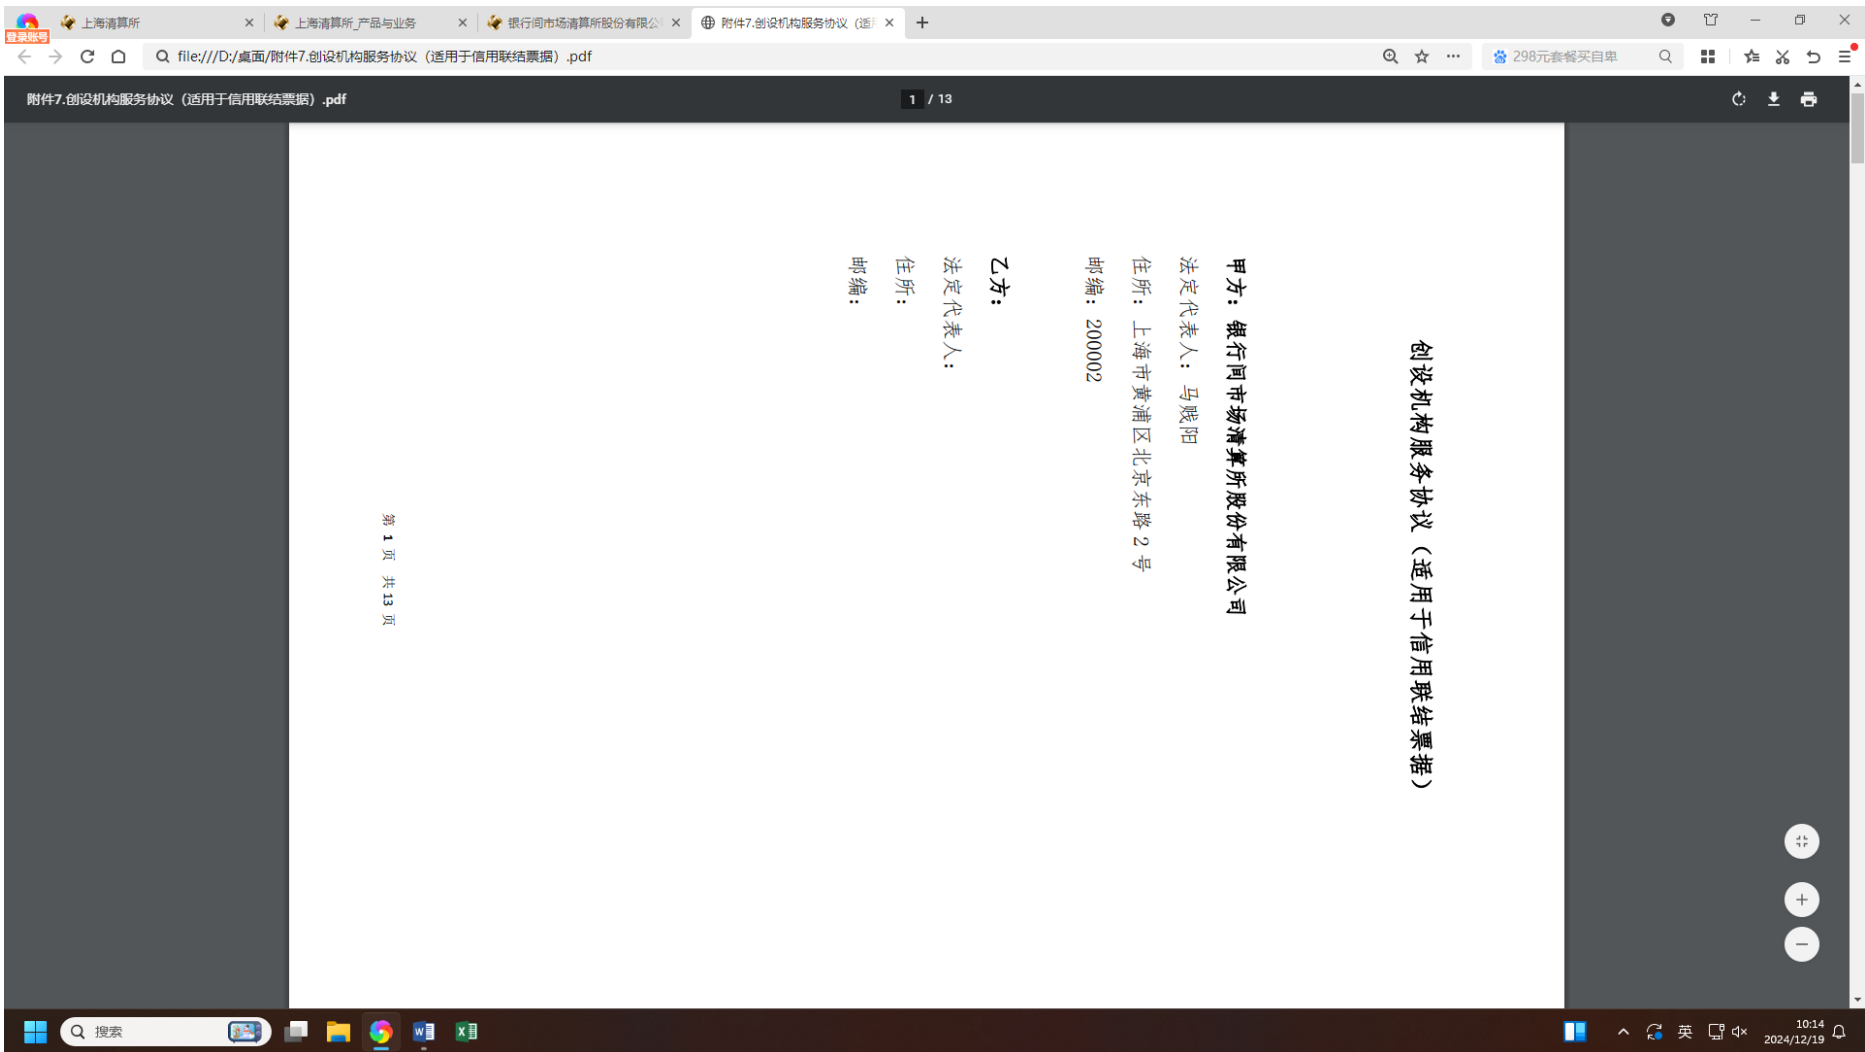 上海清算所
上海清算所_产品与业务
银行间市场清算所股份有限公
附件7.创设机构服务协议（适
登录账号
file:///D:/桌面/附件7.创设机构服务协议（适用于信用联结票据）.pdf
298元套餐买自卑
附件7.创设机构服务协议（适用于信用联结票据）.pdf
1 / 13
创设机构服务协议（适用于信用联结票据）
甲方：银行间市场清算所股份有限公司
法定代表人：马贱阳
住所：上海市黄浦区北京东路 2 号
邮编：200002
乙方：
法定代表人：
住所：
邮编：
第 1 页 共 13 页
搜索
英
10:14
2024/12/19